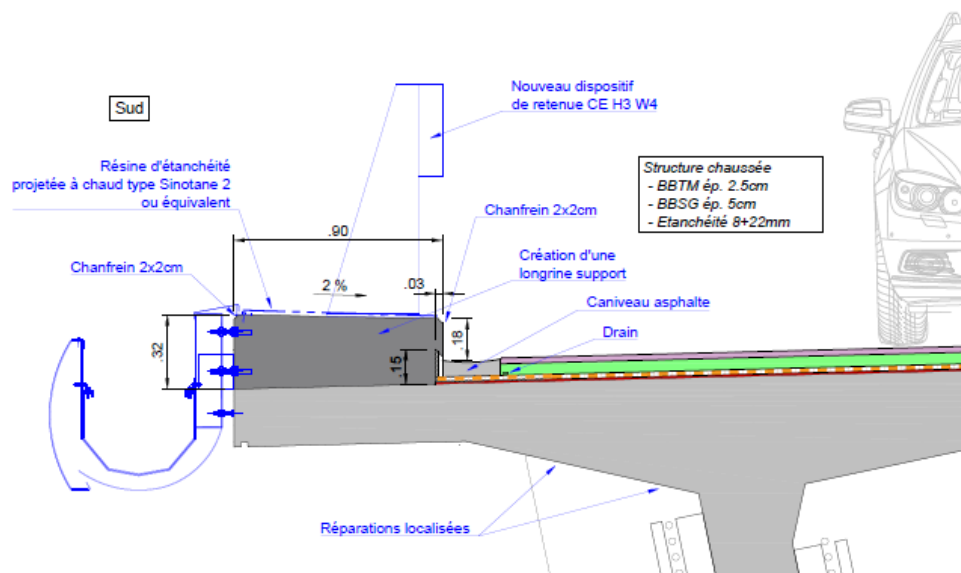 Nouveau dispositif
de retenue CE H3 W4
Sud
Résine d'étanchéité
projetée à chaud type Sinotane 2
ou équivalent
Structure chaussée
- BBTM ép. 2.5cm
- BBSG ép. 5cm
- Etanchéité 8+22mm
Chanfrein 2x2cm
.90
Création d'une
longrine support
Chanfrein 2x2cm
2 %
.03
Caniveau asphalte
Drain
.32
.18
.15
Réparations localisées